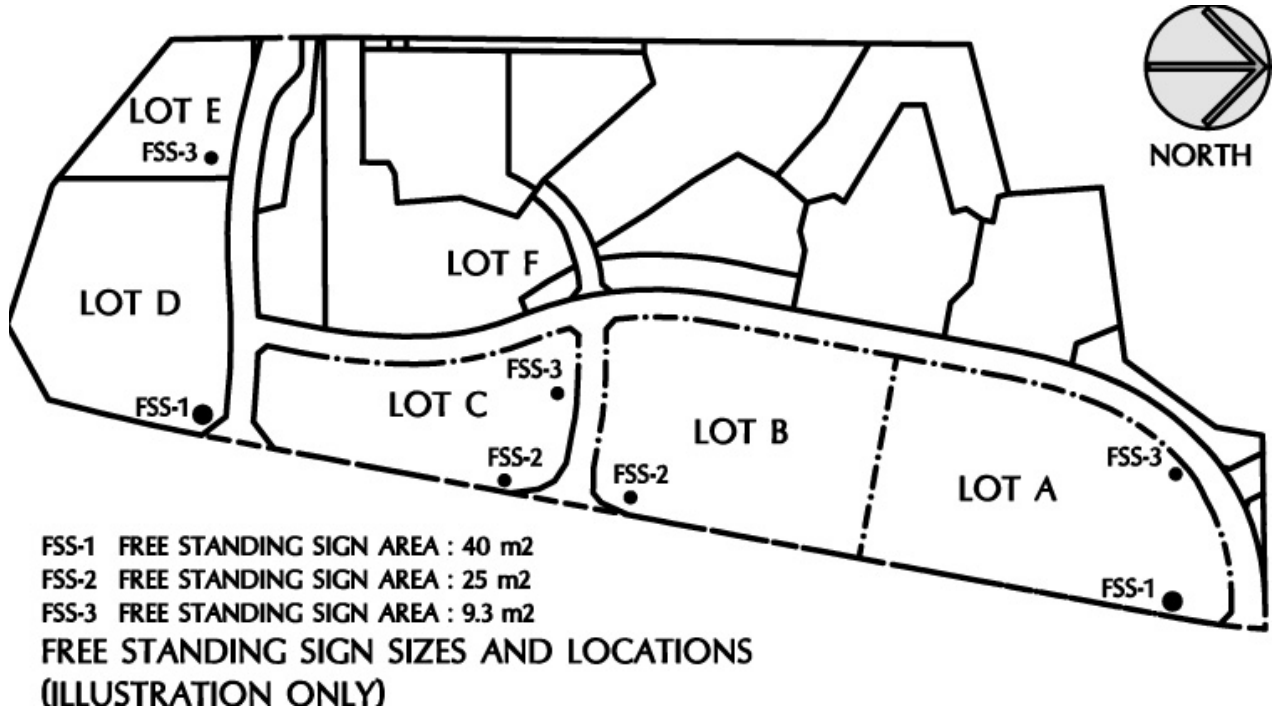 LOT E
FSS-3
NORTH
LOT F
LOT D
FSS-3
FSS-1
LOT C
LOT B
FSS-3
FSS-2
FSS-2
LOT A
FSS-1
FSS-1 FREE STANDING SIGN AREA : 40 m2
FSS-2 FREE STANDING SIGN AREA : 25 m2
FSS-3 FREE STANDING SIGN AREA : 9.3 m2
FREE STANDING SIGN SIZES AND LOCATIONS
(ILLUSTRATION ONLY)